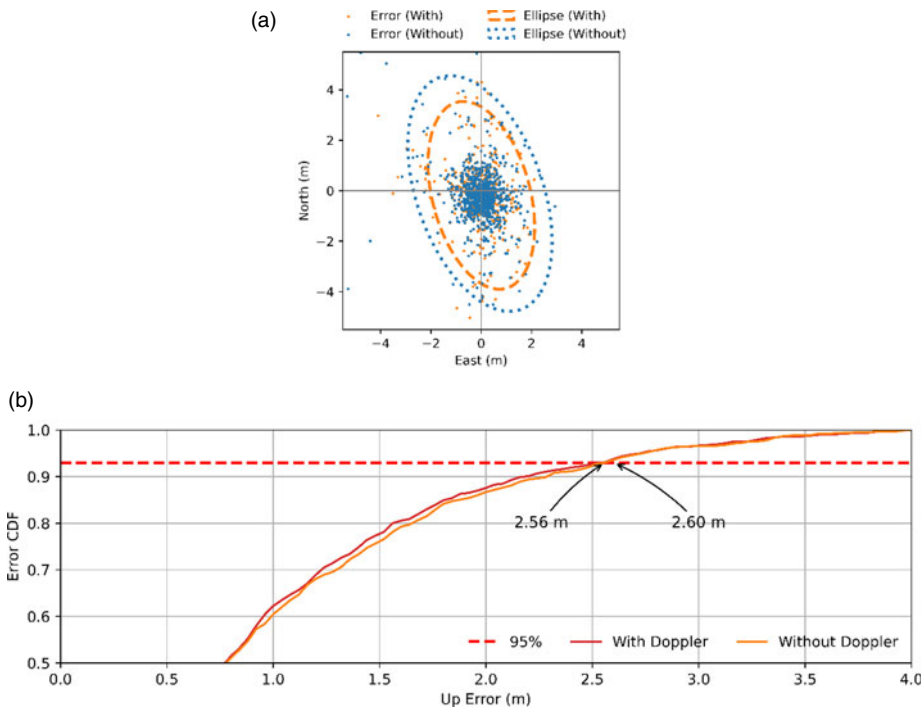 (a)
Error (With) Ellipse (With)
Error (Without) Ellipse (Without)
4
2
0
−2
−4
North (m)
−4 −2 0 2 4
East (m)
(b)
1.0
0.9
0.8
0.7
0.6
0.5
Error CDF
2.56 m 2.60 m
95% With Doppler Without Doppler
0.0 0.5 1.0 1.5 2.0 2.5 3.0 3.5 4.0
Up Error (m)